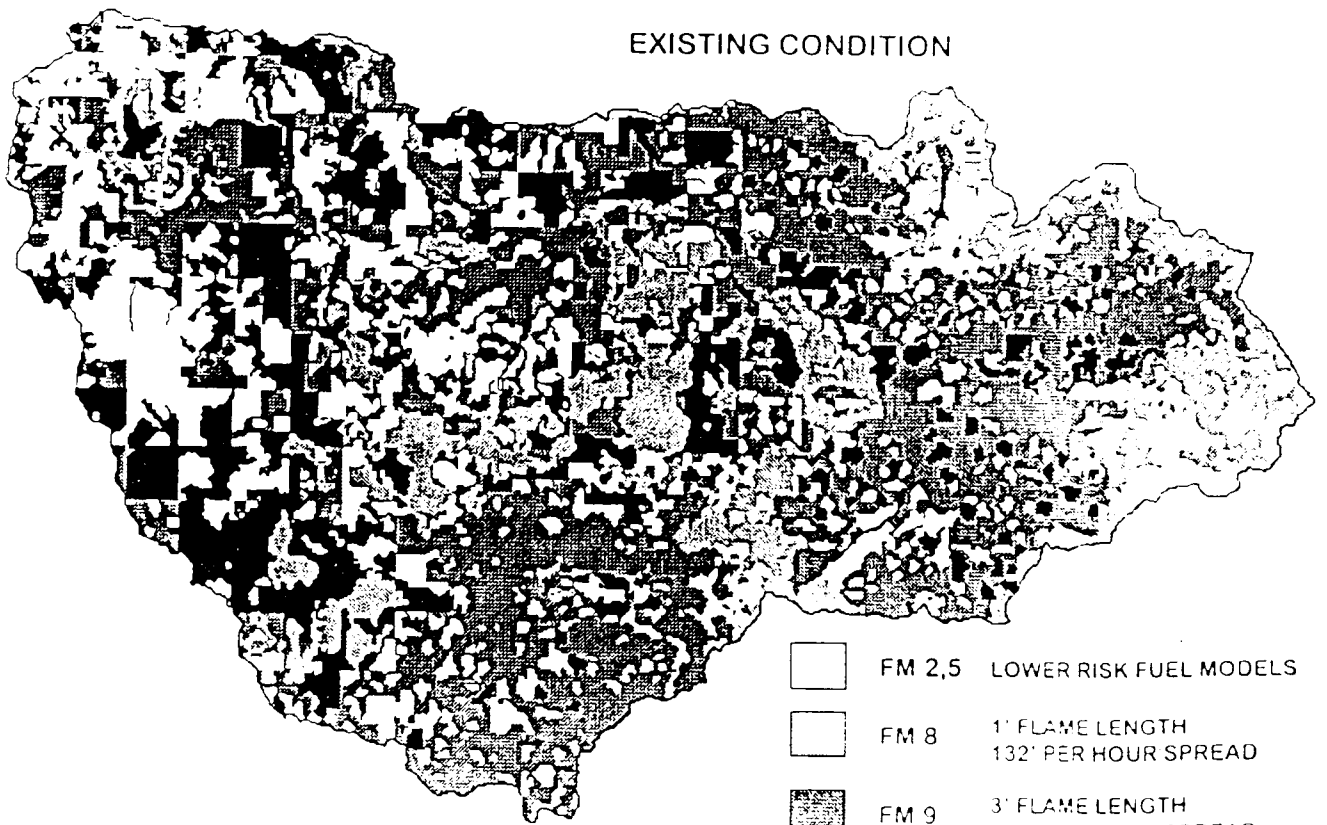 EXISTING CONDITION
FM 2,5 LOWER RISK FUEL MODELS
FM 8 1' FLAME LENGTH
132' PER HOUR SPREAD
FM 9 3' FLAME LENGTH